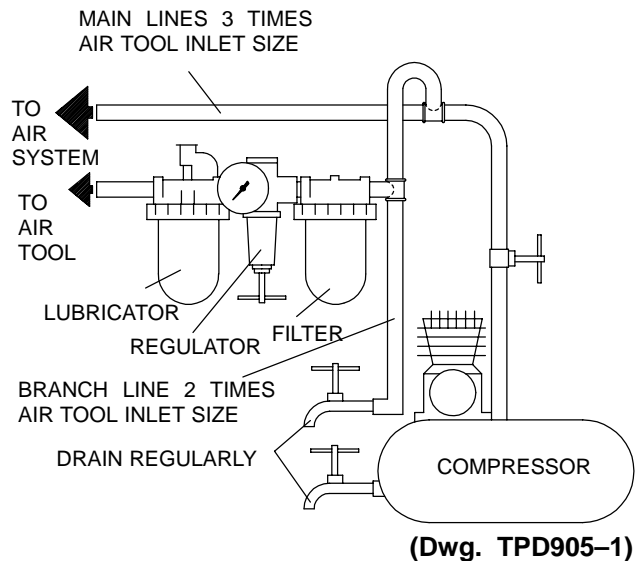 MAIN LINES 3 TIMES
AIR TOOL INLET SIZE
TO
AIR
SYSTEM
TO
AIR
TOOL
LUBRICATOR
REGULATOR
FILTER
BRANCH LINE 2 TIMES
AIR TOOL INLET SIZE
DRAIN REGULARLY
COMPRESSOR
(Dwg. TPD905–1)